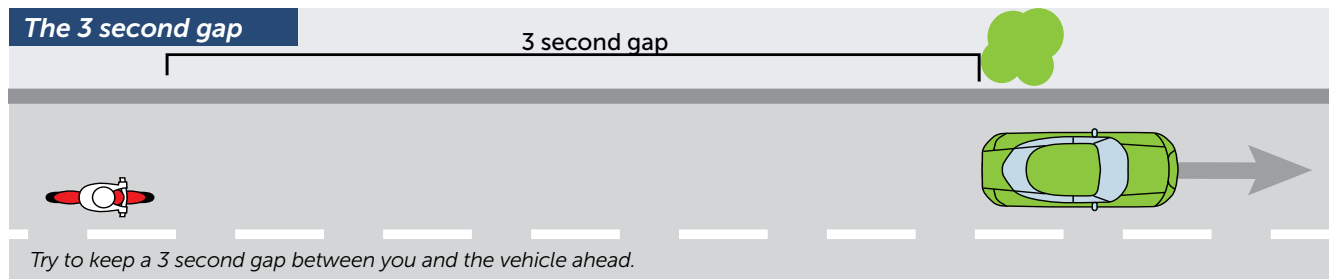 The 3 second gap
3 second gap
Try to keep a 3 second gap between you and the vehicle ahead.